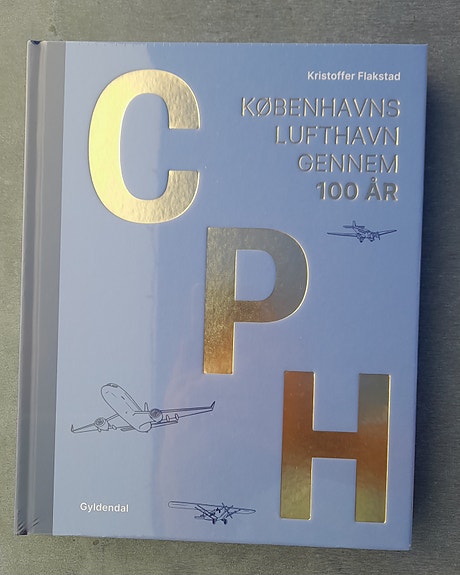 Kristoffer Flakstad
KØBENHAVNS
LUFTHAVN
GENNEM
100 ÅR
C
P
H
Gyldendal